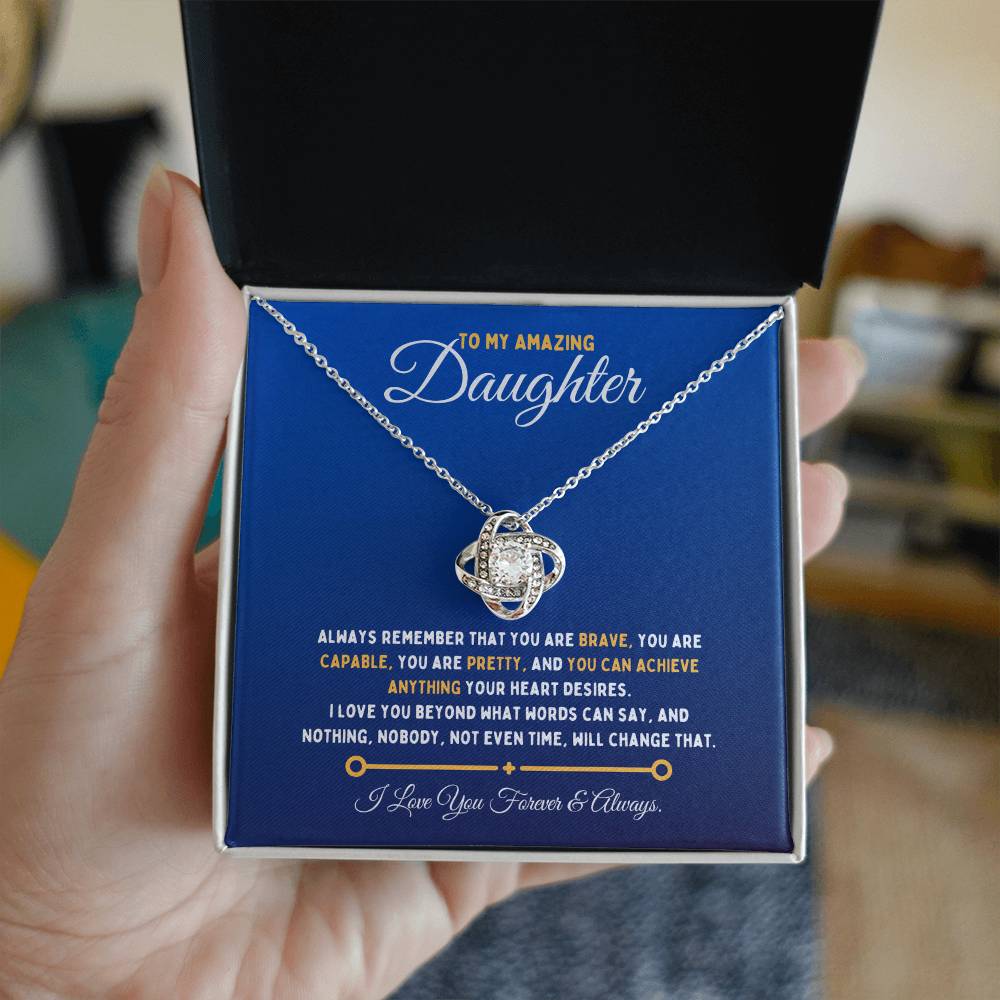 TO MY AMAZING
Daughter
ALWAYS REMEMBER THAT YOU ARE BRAVE, YOU ARE
CAPABLE, YOU ARE PRETTY, AND YOU CAN ACHIEVE
ANYTHING YOUR HEART DESIRES.
I LOVE YOU BEYOND WHAT WORDS CAN SAY, AND
NOTHING, NOBODY, NOT EVEN TIME, WILL CHANGE THAT.
I Love You Forever & Always.